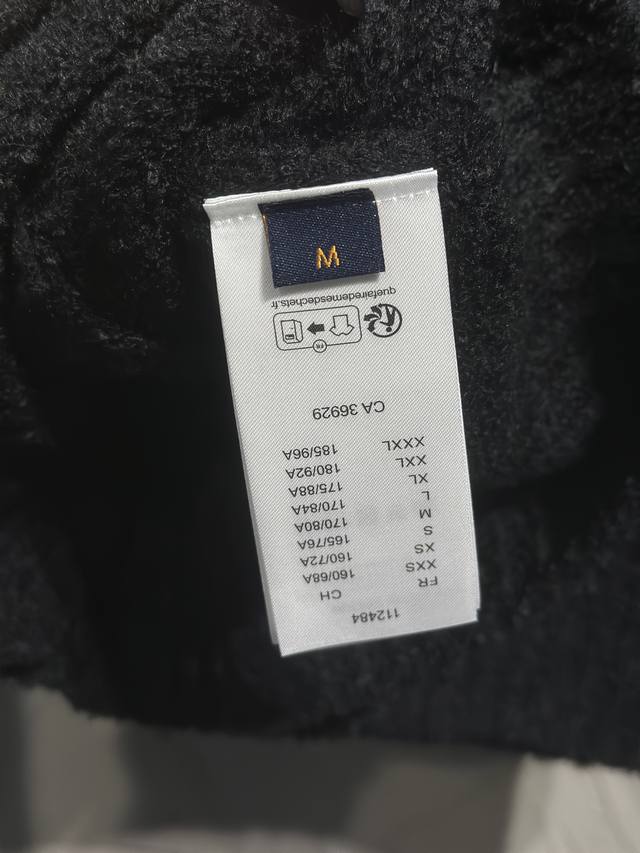 112484
FR CH
XXS 160/68A
XS 160/72A
S 165/76A
M 170/80A
L 170/84A
XL 175/88A
XXL 180/92A
XXXL 185/96A
CA 36929
FR
quefairedemesdechets.fr
M